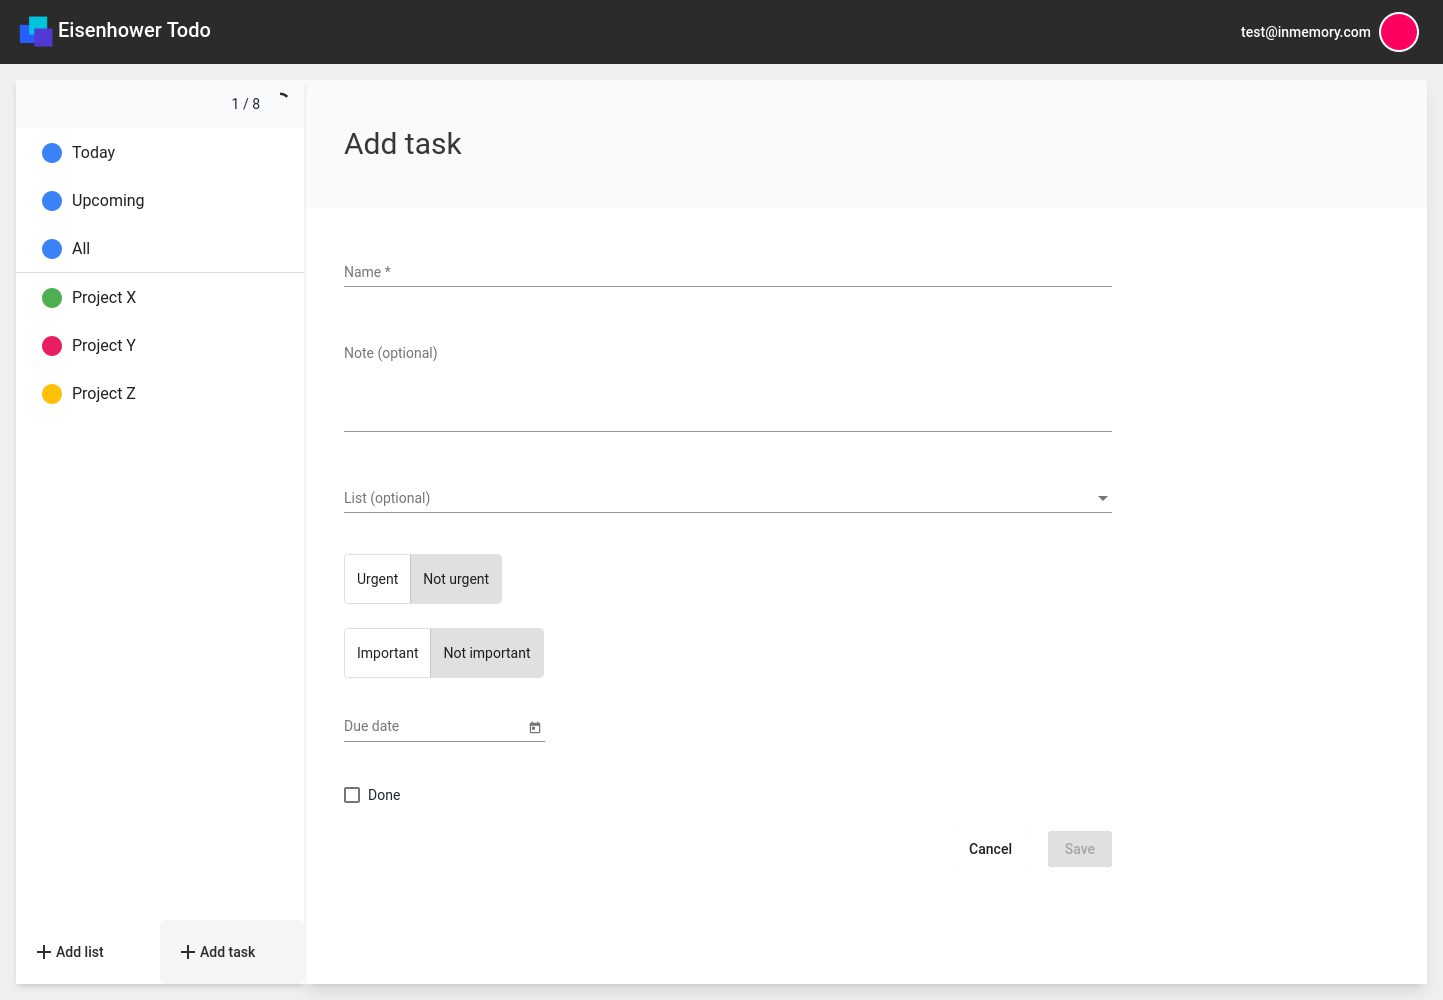 Eisenhower Todo
test@inmemory.com
1 / 8
Today
Upcoming
All
Project X
Project Y
Project Z
Add list
Add task
Add task
Name *
Note (optional)
List (optional)
Urgent
Not urgent
Important
Not important
Due date
Done
Cancel
Save